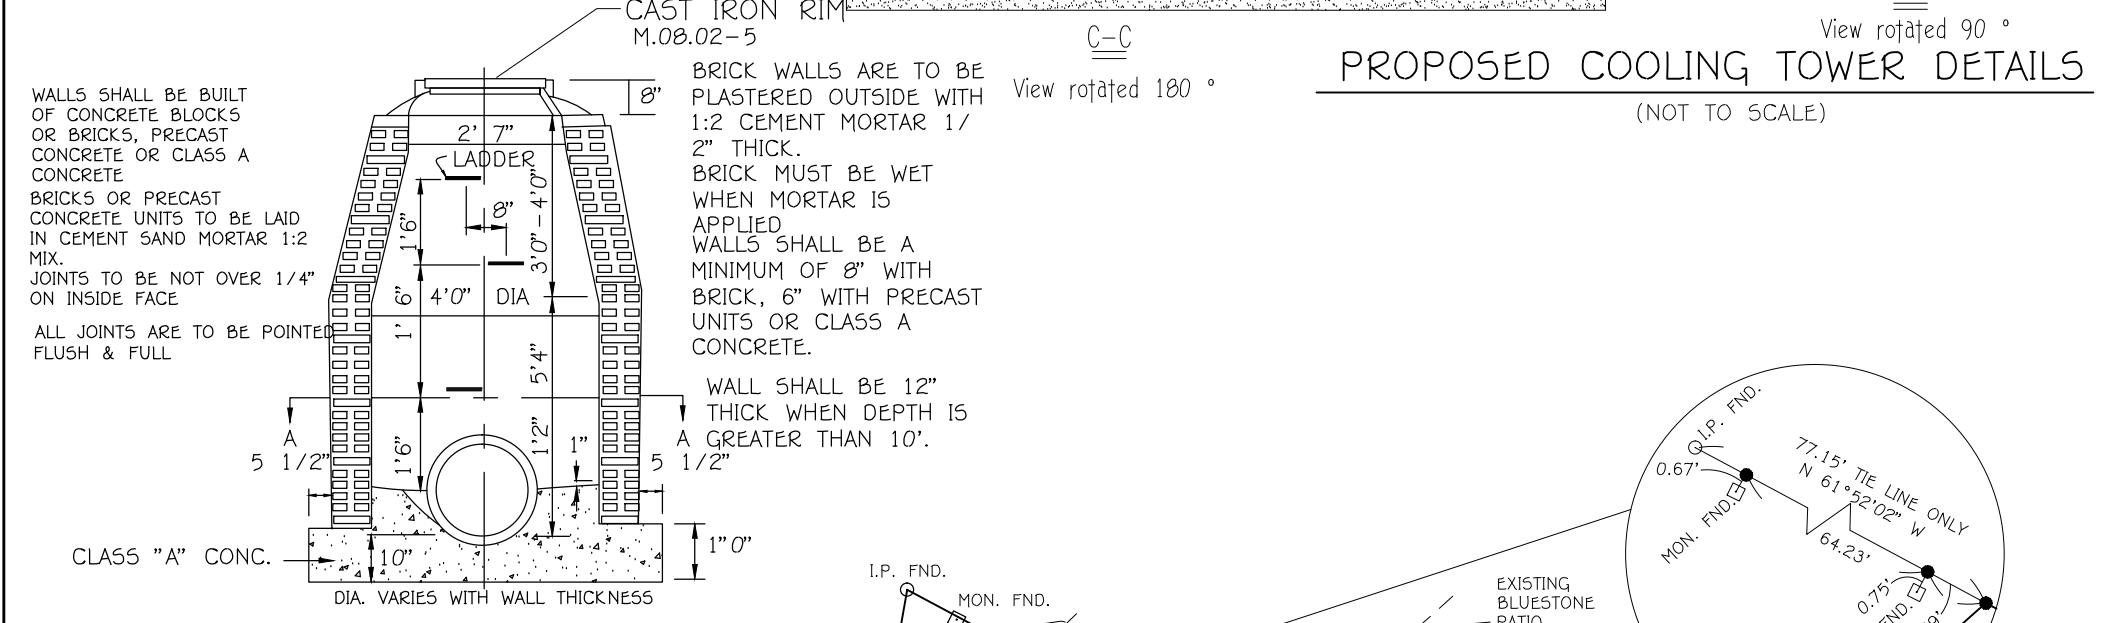 CAST IRON RIM
M.08.02-5
C-C
View rotated 180 °
View rotated 90 °
PROPOSED COOLING TOWER DETAILS
(NOT TO SCALE)
WALLS SHALL BE BUILT
OF CONCRETE BLOCKS
OR BRICKS, PRECAST
CONCRETE OR CLASS A
CONCRETE
BRICKS OR PRECAST
CONCRETE UNITS TO BE LAID
IN CEMENT SAND MORTAR 1:2
MIX.
JOINTS TO BE NOT OVER 1/4"
ON INSIDE FACE
ALL JOINTS ARE TO BE POINTED
FLUSH & FULL
8"
2' 7"
LADDER
8"
1'6"
3'0"-4'0"
4'0" DIA
1' 6"
5'4"
A
A
5 1/2"
5 1/2"
1'6"
1'2"
1"
CLASS "A" CONC.
10"
1"0"
DIA. VARIES WITH WALL THICKNESS
BRICK WALLS ARE TO BE
PLASTERED OUTSIDE WITH
1:2 CEMENT MORTAR 1/
2" THICK.
BRICK MUST BE WET
WHEN MORTAR IS
APPLIED
WALLS SHALL BE A
MINIMUM OF 8" WITH
BRICK, 6" WITH PRECAST
UNITS OR CLASS A
CONCRETE.
WALL SHALL BE 12"
THICK WHEN DEPTH IS
GREATER THAN 10'.
I.P. FND.
MON. FND.
EXISTING
BLUESTONE
PATIO
I.P. FND.
0.67'
MON. FND.
77.15' TIE LINE ONLY
N 61°52'02" W
64.23'
0.75'
FND.